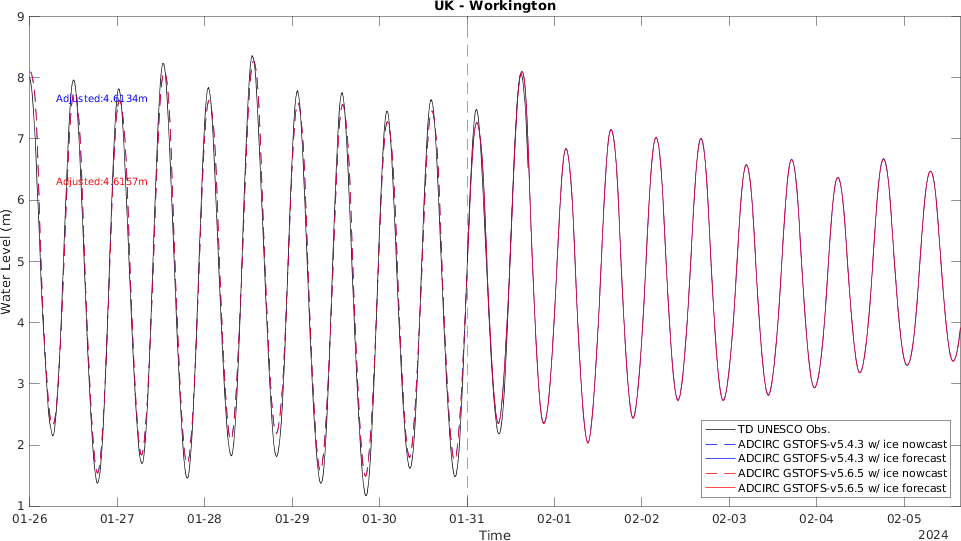 UK - Workington
9
8
7
6
5
4
3
2
1
Water Level (m)
Adjusted:4.6134m
Adjusted:4.6157m
TD UNESCO Obs.
ADCIRC GSTOFS-v5.4.3 w/ ice nowcast
ADCIRC GSTOFS-v5.4.3 w/ ice forecast
ADCIRC GSTOFS-v5.6.5 w/ ice nowcast
ADCIRC GSTOFS-v5.6.5 w/ ice forecast
01-26 01-27 01-28 01-29 01-30 01-31 02-01 02-02 02-03 02-04 02-05
Time
2024